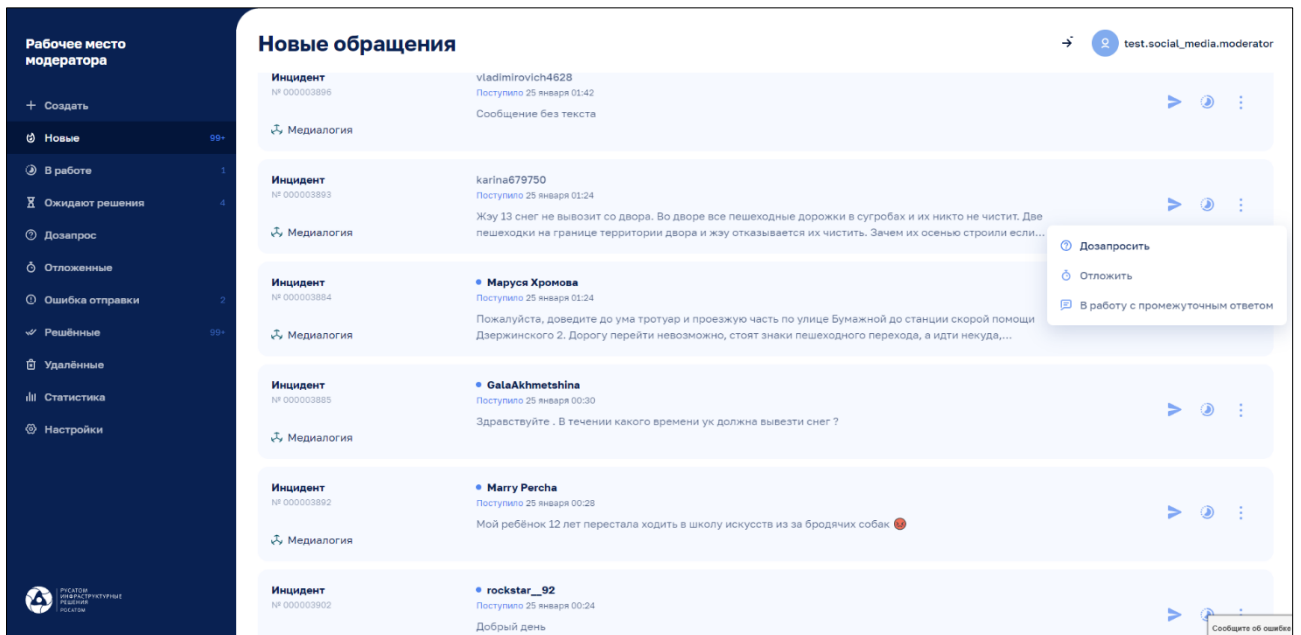 Рабочее место
модератора
Создать
Новые 99+
В работе 1
Ожидают решения 4
Дозапрос
Отложенные
Ошибка отправки 2
Решённые 99+
Удалённые
Статистика
Настройки
РУСАТОМ
ИНФРАСТРУКТУРНЫЕ
РЕШЕНИЯ
РОСАТОМ
Новые обращения
test.social_media.moderator
Инцидент
№ 000003896
Медиалогия
vladimirovich4628
Поступило 25 января 01:42
Сообщение без текста
Инцидент
№ 000003893
Медиалогия
karina679750
Поступило 25 января 01:24
Жэу 13 снег не вывозит со двора. Во дворе все пешеходные дорожки в сугробах и их никто не чистит. Две
пешеходки на границе территории двора и жэу отказывается их чистить. Зачем их осенью строили если...
Дозапросить
Отложить
В работу с промежуточным ответом
Инцидент
№ 000003884
Медиалогия
Маруся Хромова
Поступило 25 января 01:24
Пожалуйста, доведите до ума тротуар и проезжую часть по улице Бумажной до станции скорой помощи
Дзержинского 2. Дорогу перейти невозможно, стоят знаки пешеходного перехода, а идти некуда,...
Инцидент
№ 000003885
Медиалогия
GalaAkhmetshina
Поступило 25 января 00:30
Здравствуйте . В течении какого времени ук должна вывезти снег ?
Инцидент
№ 000003892
Медиалогия
Marry Percha
Поступило 25 января 00:28
Мой ребёнок 12 лет перестала ходить в школу искусств из за бродячих собак 😡
Инцидент
№ 000003902
rockstar__92
Поступило 25 января 00:24
Добрый день
Сообщите об ошибке